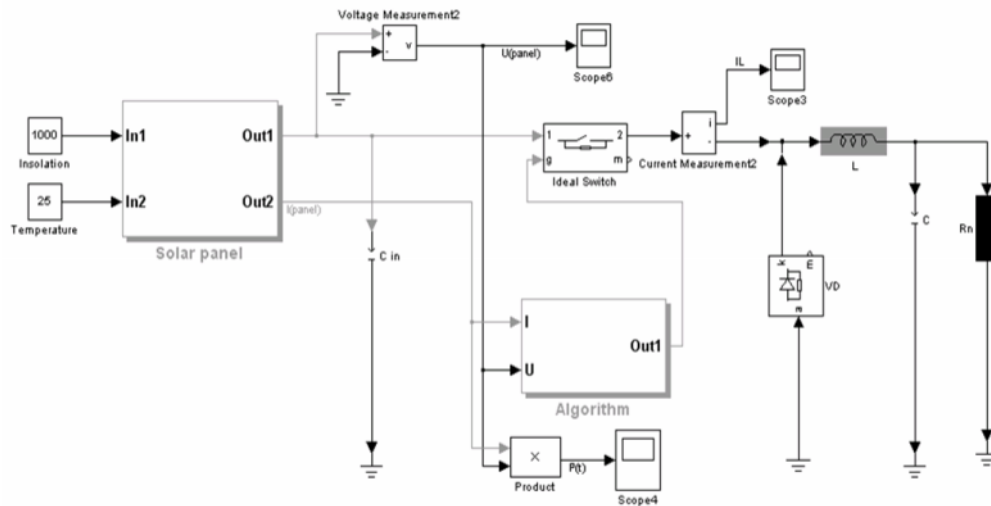 Voltage Measurement2
+
-
v
U(panel)
Scope6
IL
Scope3
1000
Insolation
25
Temperature
In1
In2
Out1
Out2
Solar panel
I(panel)
C in
1
2
g
m
Ideal Switch
+
-
i
Current Measurement2
L
C
Rn
k
m
a
VD
I
U
Out1
Algorithm
×
Product
P(t)
Scope4